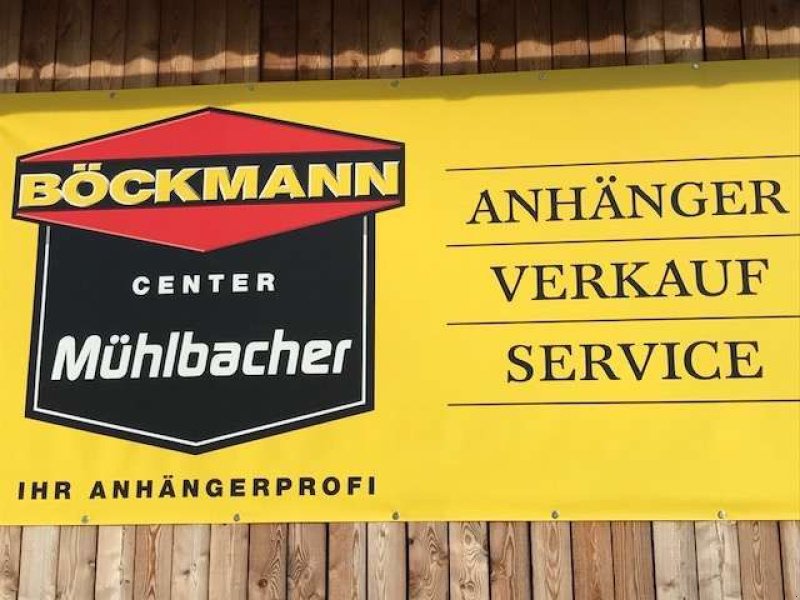 BÖCKMANN
CENTER
Mühlbacher
IHR ANHÄNGERPROFI
ANHÄNGER
VERKAUF
SERVICE